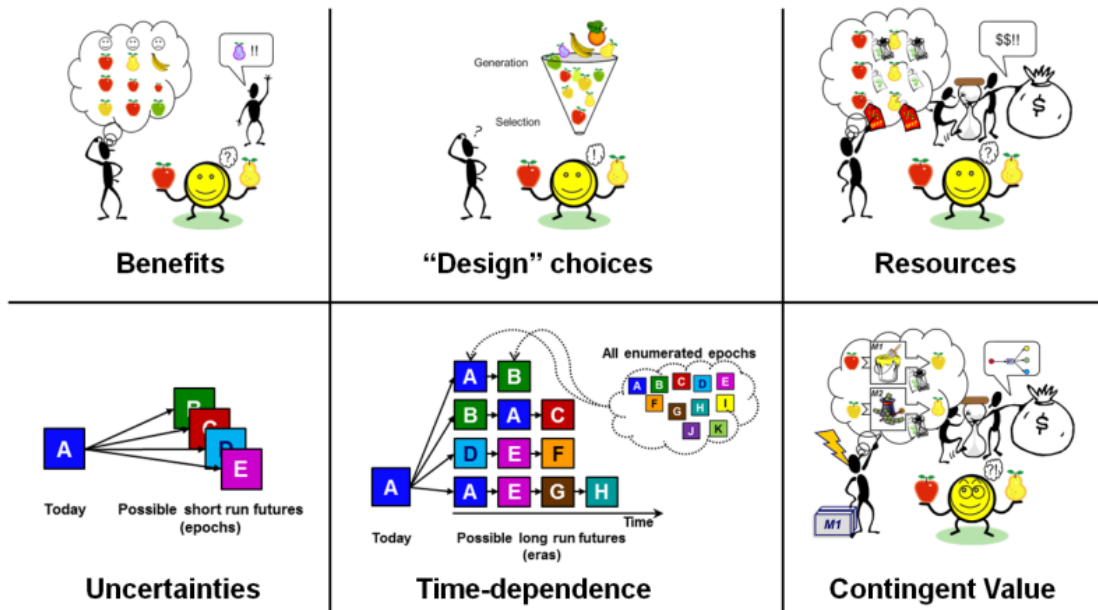 !!
?
Benefits
Generation
Selection
?
!
"Design" choices
$$!!
$
?
Resources
A
B
C
D
E
Today
Possible short run futures
(epochs)
Uncertainties
A
A B
B A C
D E F
A E G H
All enumerated epochs
A B C D E
F G H I
J K
Today
Time
Possible long run futures
(eras)
Time-dependence
M1
M2
$
?!
M1
Contingent Value